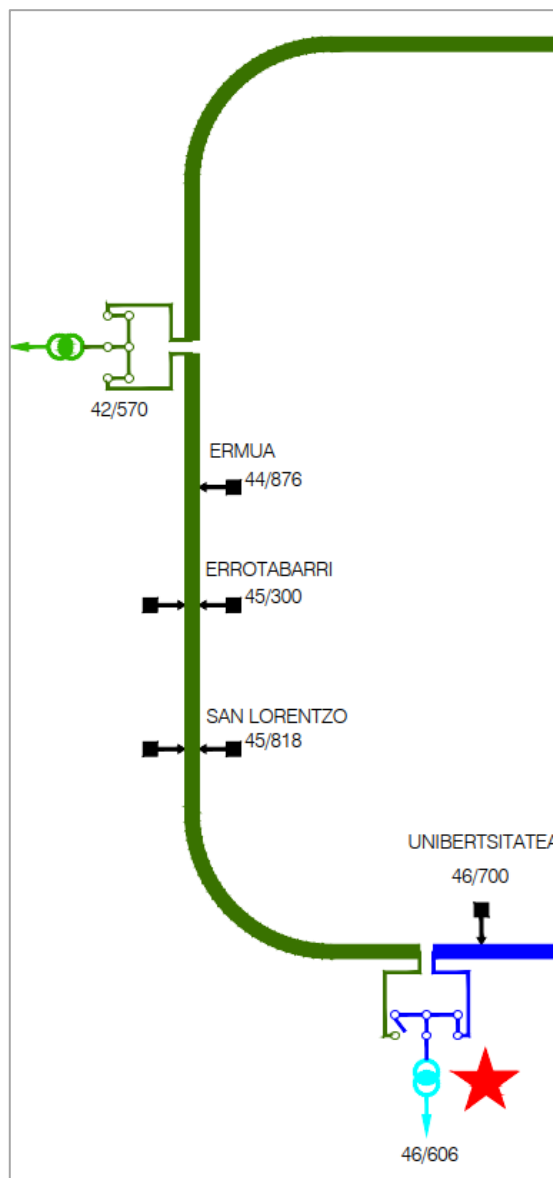 42/570
ERMUA
44/876
ERROTABARRI
45/300
SAN LORENTZO
45/818
UNIBERTSITATEA
46/700
46/606